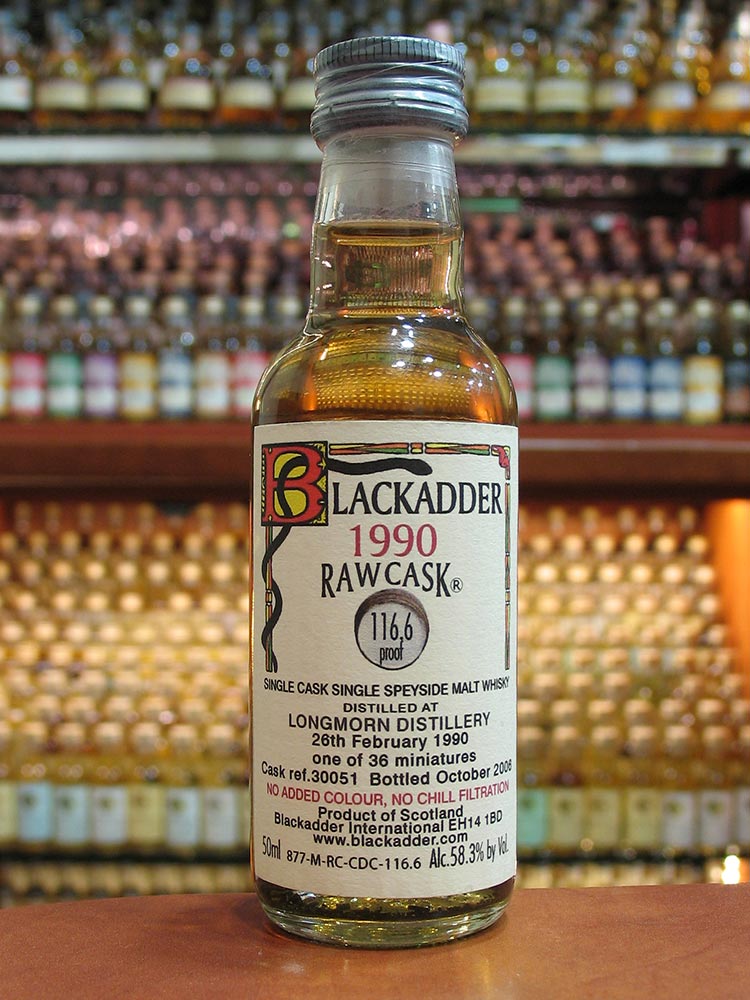 BLACKADDER
1990
RAW CASK®
116.6
proof
SINGLE CASK SINGLE SPEYSIDE MALT WHISKY
DISTILLED AT
LONGMORN DISTILLERY
26th February 1990
one of 36 miniatures
Cask ref.30051 Bottled October 2006
NO ADDED COLOUR, NO CHILL FILTRATION
Product of Scotland
Blackadder International EH14 1BD
www.blackadder.com
50ml 877-M-RC-CDC-116.6 Alc.58.3% by Vol.